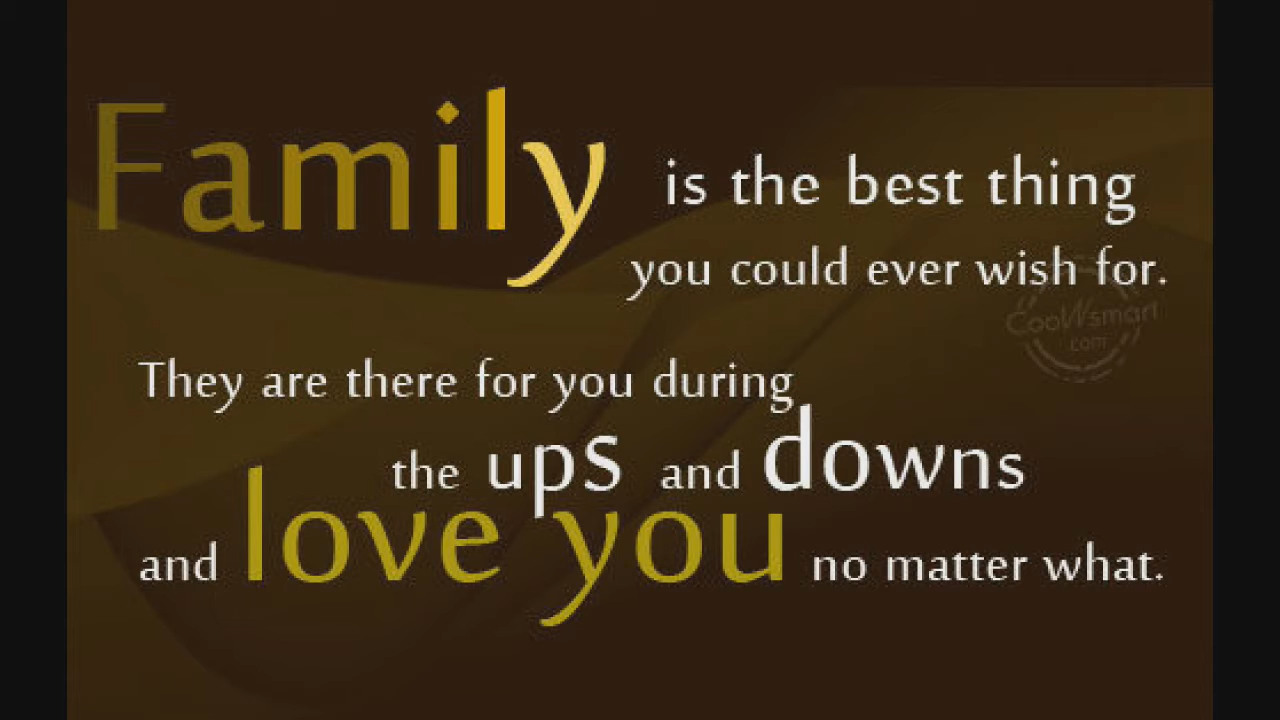 Family is the best thing
you could ever wish for.
CooWsmart
.com
They are there for you during
the ups and downs
and love you no matter what.